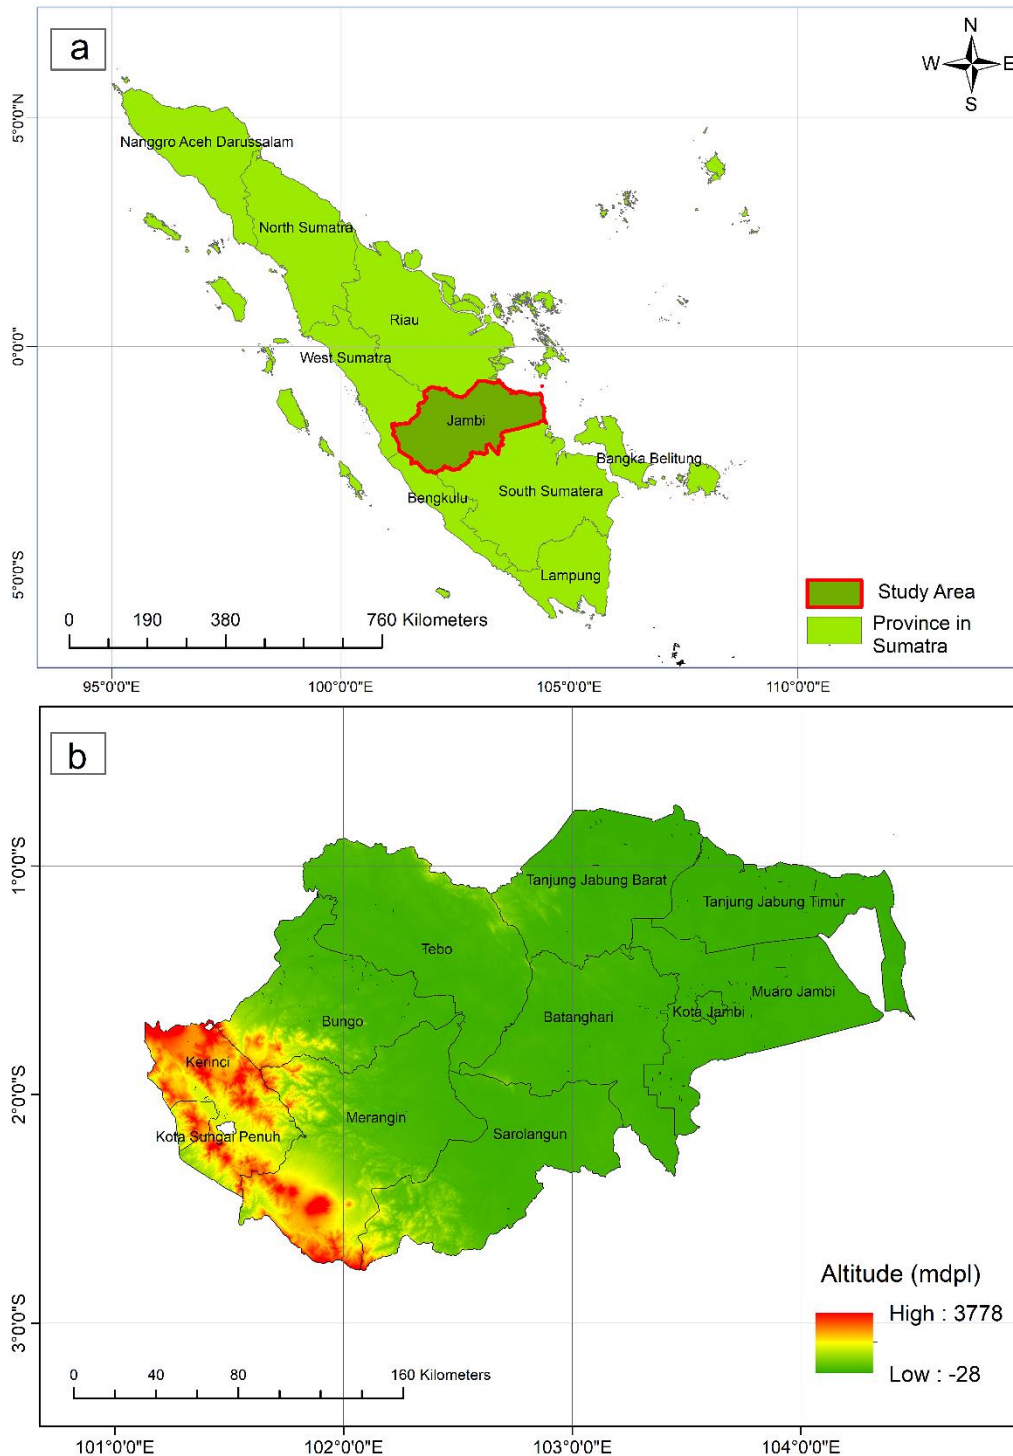 a
N
W
E
S
5°0'0"N
0°0'0"
5°0'0"S
Nanggro Aceh Darussalam
North Sumatra
Riau
West Sumatra
Jambi
Bangka Belitung
Bengkulu
South Sumatera
Lampung
0 190 380 760 Kilometers
Study Area
Province in
Sumatra
95°0'0"E 100°0'0"E 105°0'0"E 110°0'0"E
b
1°0'0"S
2°0'0"S
3°0'0"S
Tanjung Jabung Barat
Tanjung Jabung Timur
Tebo
Muaro Jambi
Bungo
Batanghari
Kota Jambi
Kerinci
Merangin
Kota Sungai Penuh
Sarolangun
Altitude (mdpl)
High : 3778
Low : -28
0 40 80 160 Kilometers
101°0'0"E 102°0'0"E 103°0'0"E 104°0'0"E